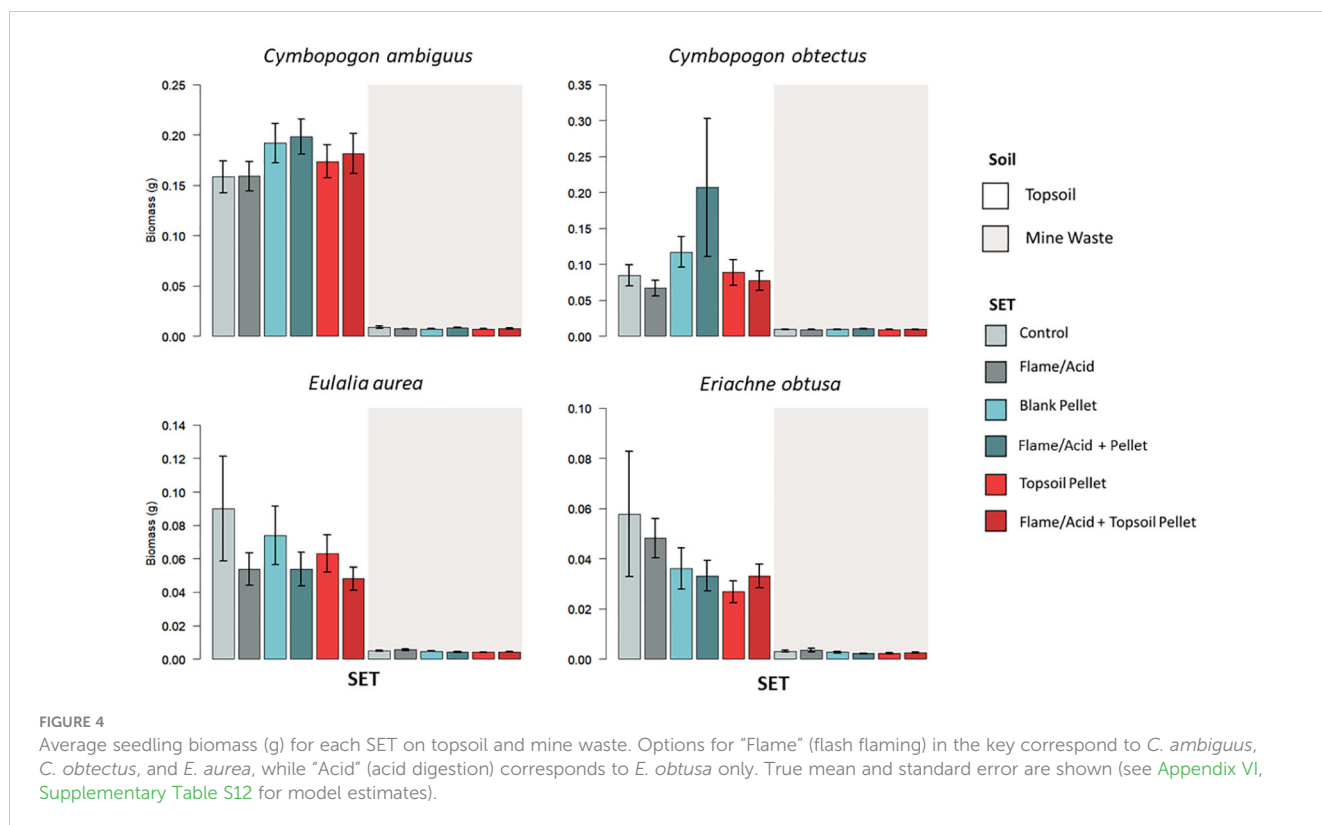 Cymbopogon ambiguus
Cymbopogon obtectus
0.25
0.20
0.15
0.10
0.05
0.00
Biomass (g)
0.35
0.30
0.25
0.20
0.15
0.10
0.05
0.00
Soil
Topsoil
Mine Waste
SET
Control
Flame/Acid
Blank Pellet
Flame/Acid + Pellet
Topsoil Pellet
Flame/Acid + Topsoil Pellet
Eulalia aurea
Eriachne obtusa
0.14
0.12
0.10
0.08
0.06
0.04
0.02
0.00
Biomass (g)
0.10
0.08
0.06
0.04
0.02
0.00
SET
SET
FIGURE 4
Average seedling biomass (g) for each SET on topsoil and mine waste. Options for "Flame" (flash flaming) in the key correspond to C. ambiguus,
C. obtectus, and E. aurea, while "Acid" (acid digestion) corresponds to E. obtusa only. True mean and standard error are shown (see Appendix VI,
Supplementary Table S12 for model estimates).